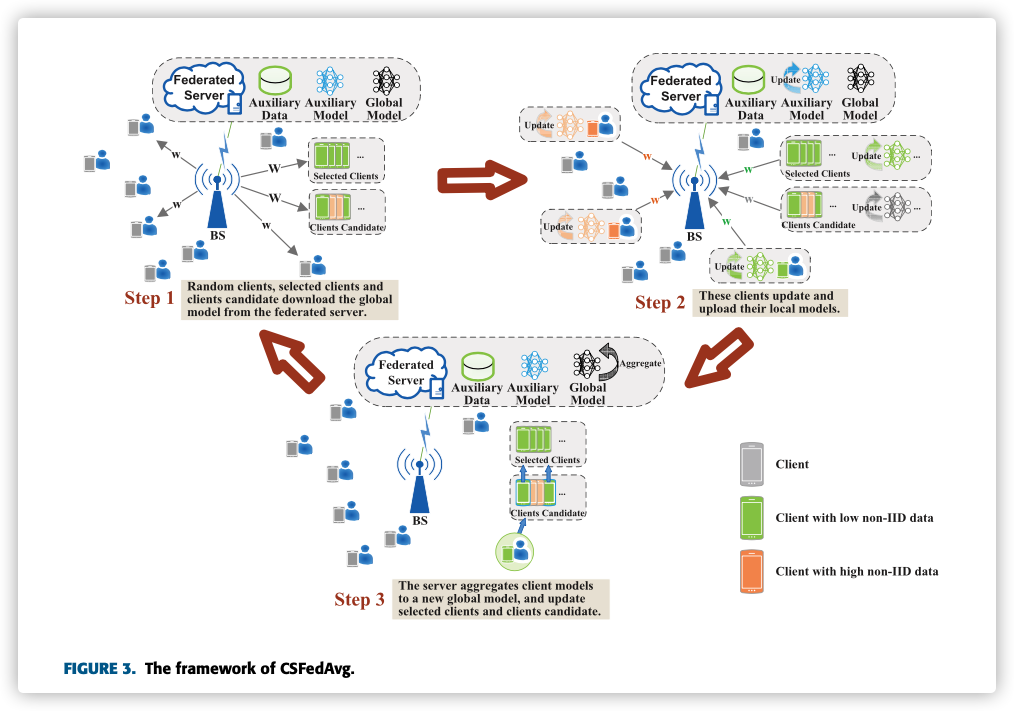 Federated
Server
Auxiliary
Data
Auxiliary
Model
Global
Model
w
w
w
W
W
w
...
Selected Clients
...
Clients Candidate
BS
Step 1
Random clients, selected clients and
clients candidate download the global
model from the federated server.
Federated
Server
Auxiliary
Data
Update
Auxiliary
Model
Global
Model
Update
w
Update
w
w
...
Selected Clients
Update
...
w
...
Clients Candidate
Update
...
w
Update
BS
Step 2
These clients update and
upload their local models.
Federated
Server
Auxiliary
Data
Auxiliary
Model
Global
Model
Aggregate
...
Selected Clients
...
Clients Candidate
BS
Step 3
The server aggregates client models
to a new global model, and update
selected clients and clients candidate.
Client
Client with low non-IID data
Client with high non-IID data
FIGURE 3. The framework of CSFedAvg.